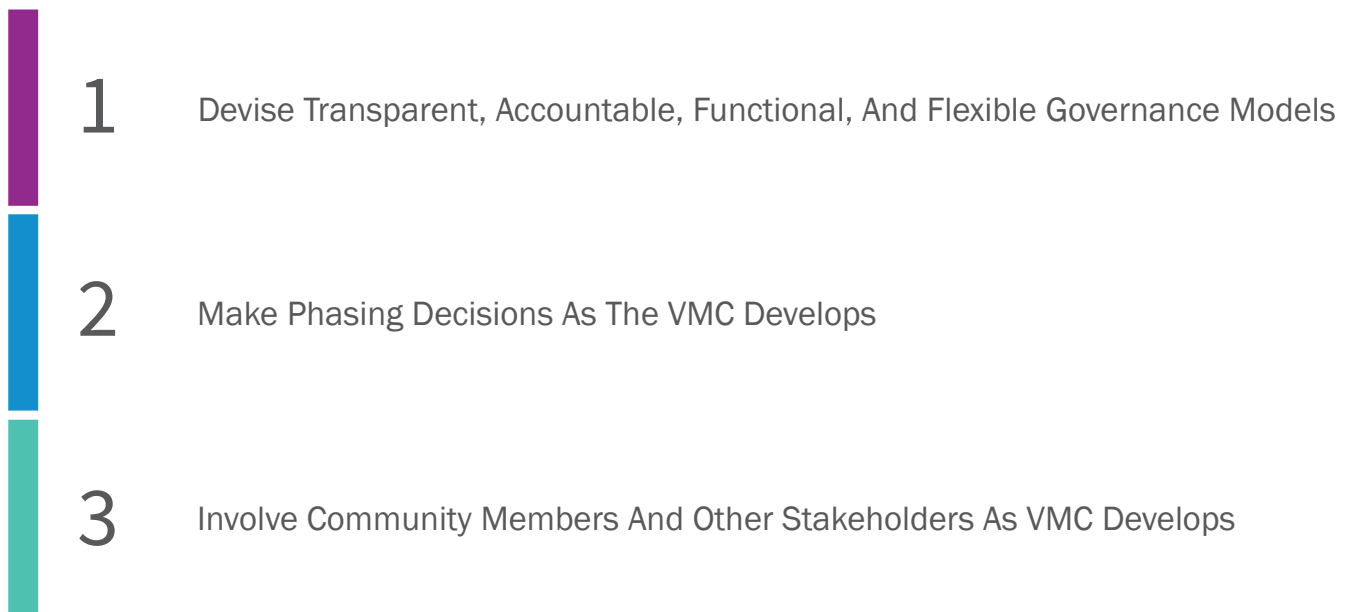 1 Devise Transparent, Accountable, Functional, And Flexible Governance Models
2 Make Phasing Decisions As The VMC Develops
3 Involve Community Members And Other Stakeholders As VMC Develops